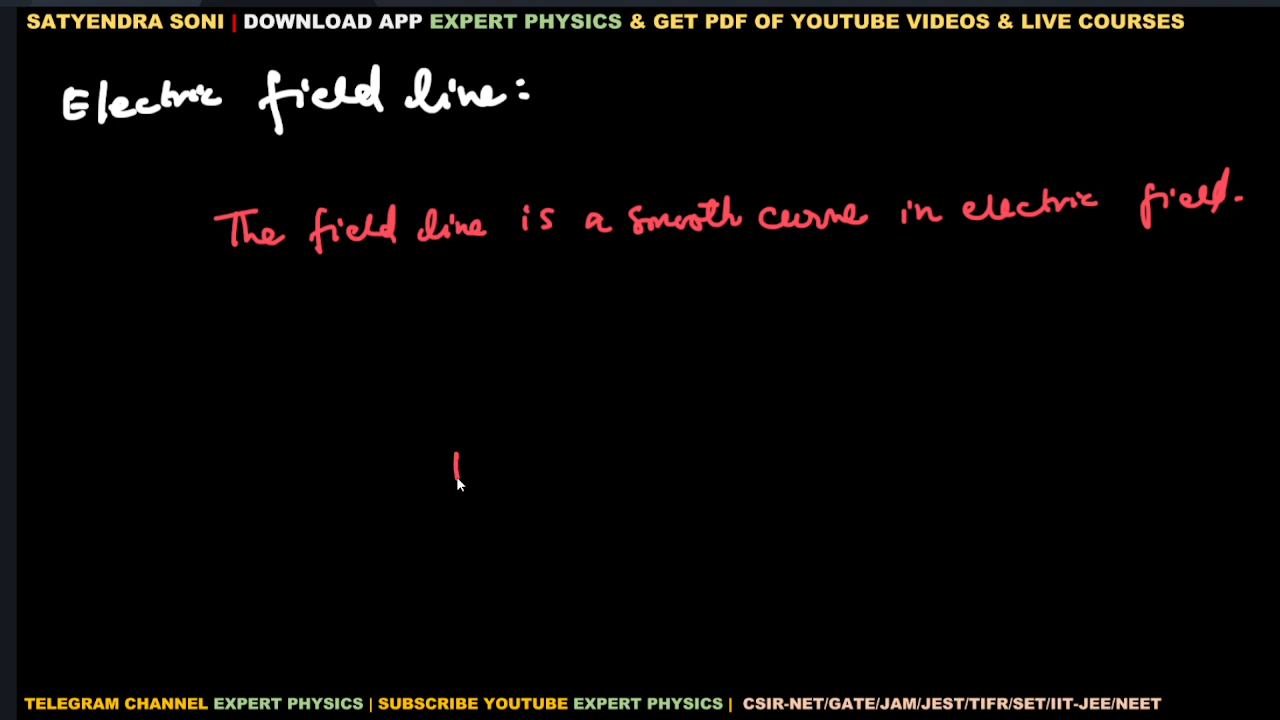 SATYENDRA SONI | DOWNLOAD APP EXPERT PHYSICS & GET PDF OF YOUTUBE VIDEOS & LIVE COURSES
Electric field line:
The field line is a smooth curve in electric field.
TELEGRAM CHANNEL EXPERT PHYSICS | SUBSCRIBE YOUTUBE EXPERT PHYSICS | CSIR-NET/GATE/JAM/JEST/TIFR/SET/IIT-JEE/NEET